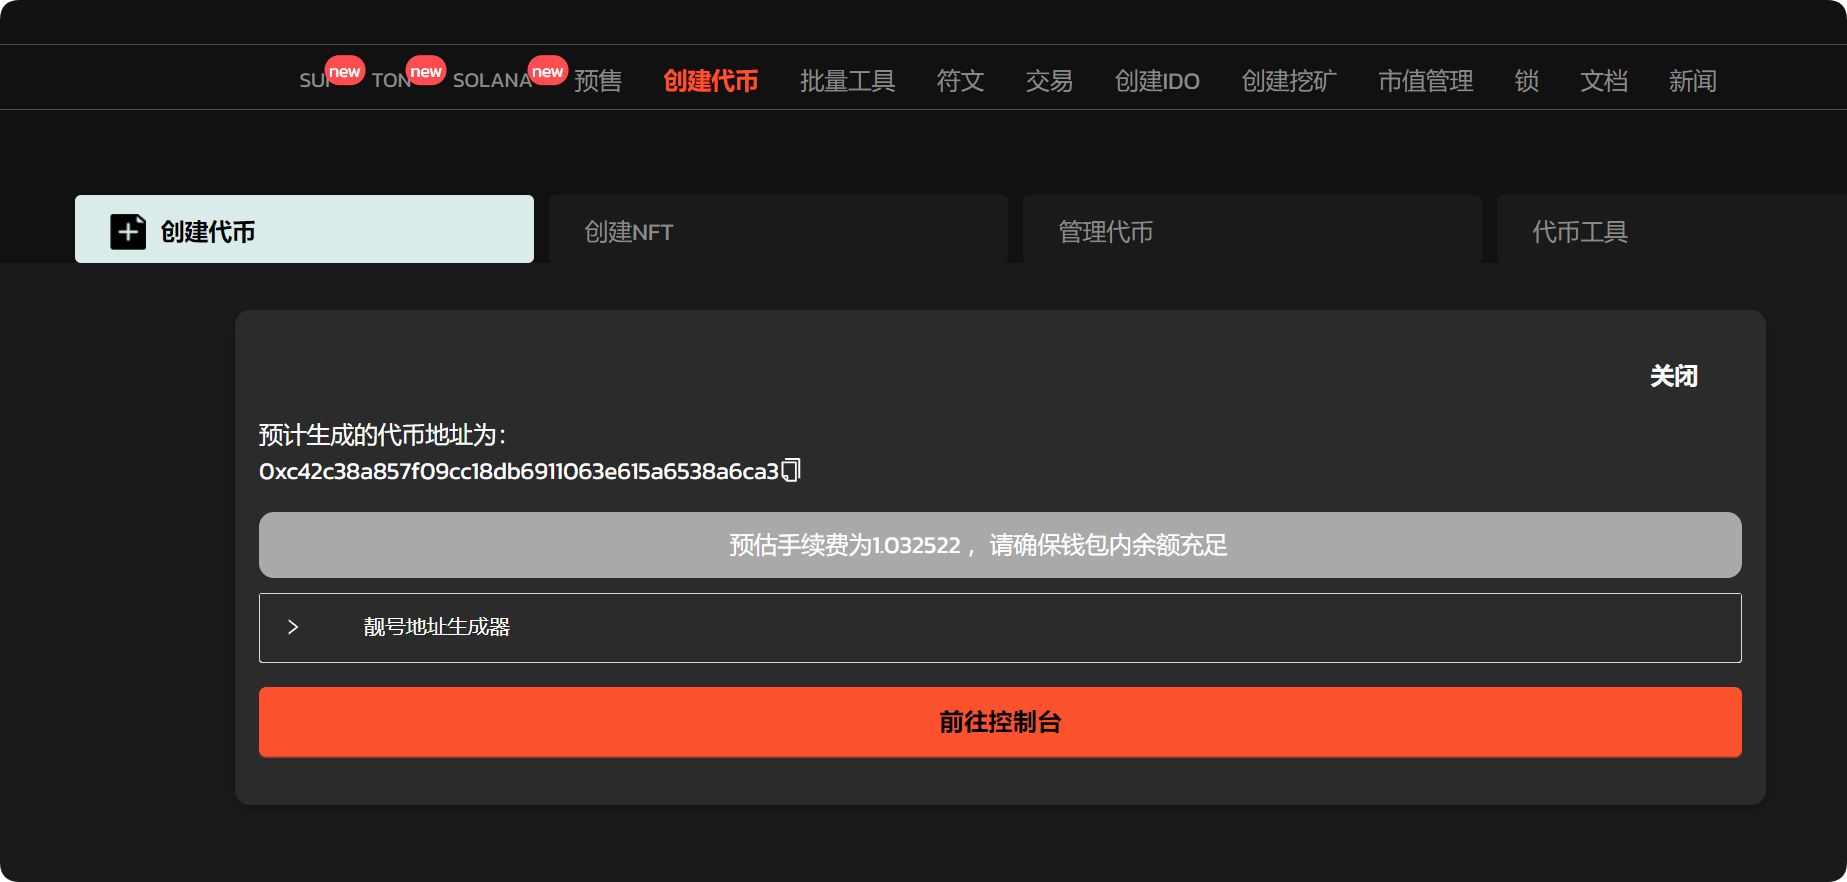 SUI new TON new SOLANA new 预售 创建代币 批量工具 符文 交易 创建IDO 创建挖矿 市值管理 锁 文档 新闻
创建代币 创建NFT 管理代币 代币工具
关闭
预计生成的代币地址为：
0xc42c38a857f09cc18db6911063e615a6538a6ca3
预估手续费为1.032522 ，请确保钱包内余额充足
靓号地址生成器
前往控制台